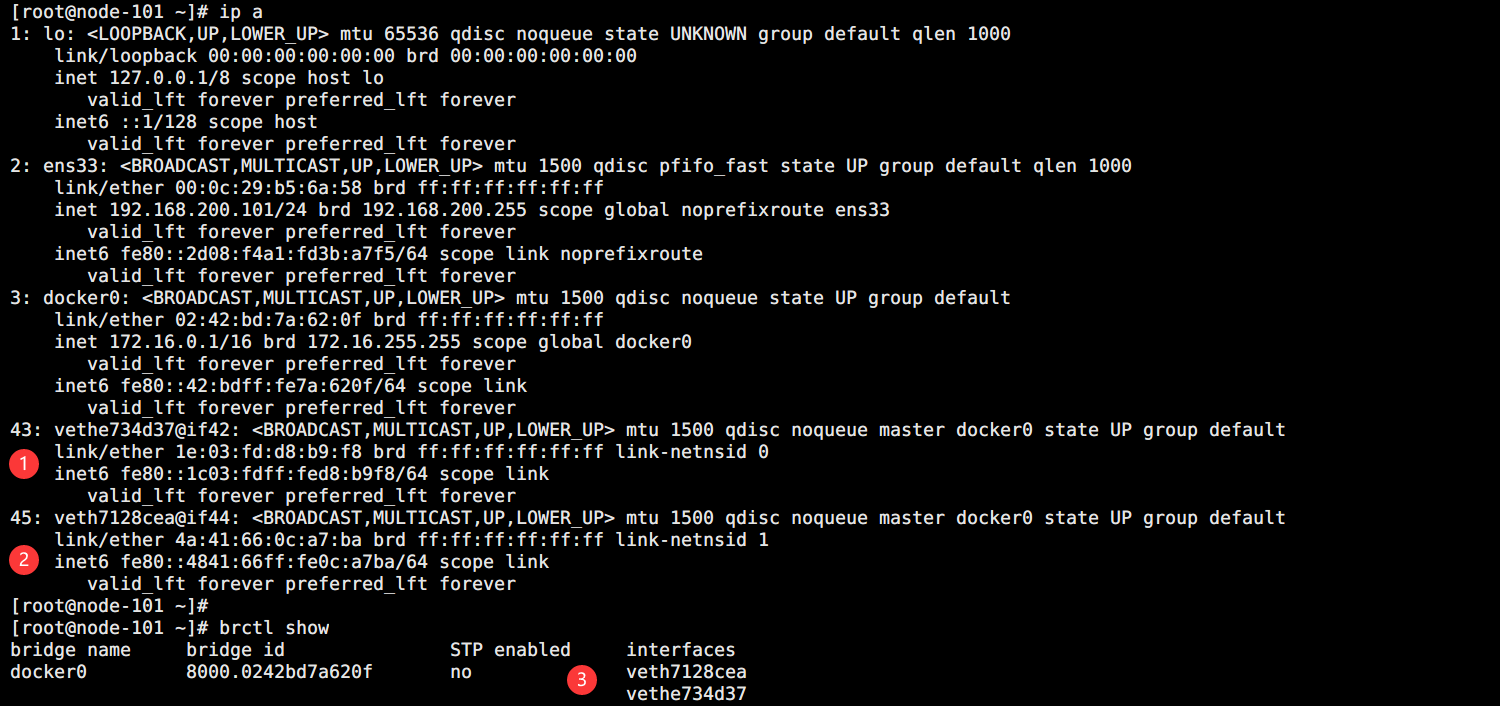 [root@node-101 ~]# ip a
1: lo: <LOOPBACK,UP,LOWER_UP> mtu 65536 qdisc noqueue state UNKNOWN group default qlen 1000
    link/loopback 00:00:00:00:00:00 brd 00:00:00:00:00:00
    inet 127.0.0.1/8 scope host lo
       valid_lft forever preferred_lft forever
    inet6 ::1/128 scope host
       valid_lft forever preferred_lft forever
2: ens33: <BROADCAST,MULTICAST,UP,LOWER_UP> mtu 1500 qdisc pfifo_fast state UP group default qlen 1000
    link/ether 00:0c:29:b5:6a:58 brd ff:ff:ff:ff:ff:ff
    inet 192.168.200.101/24 brd 192.168.200.255 scope global noprefixroute ens33
       valid_lft forever preferred_lft forever
    inet6 fe80::2d08:f4a1:fd3b:a7f5/64 scope link noprefixroute
       valid_lft forever preferred_lft forever
3: docker0: <BROADCAST,MULTICAST,UP,LOWER_UP> mtu 1500 qdisc noqueue state UP group default
    link/ether 02:42:bd:7a:62:0f brd ff:ff:ff:ff:ff:ff
    inet 172.16.0.1/16 brd 172.16.255.255 scope global docker0
       valid_lft forever preferred_lft forever
    inet6 fe80::42:bdff:fe7a:620f/64 scope link
       valid_lft forever preferred_lft forever
43: vethe734d37@if42: <BROADCAST,MULTICAST,UP,LOWER_UP> mtu 1500 qdisc noqueue master docker0 state UP group default
    link/ether 1e:03:fd:d8:b9:f8 brd ff:ff:ff:ff:ff:ff link-netnsid 0
1
    inet6 fe80::1c03:fdff:fed8:b9f8/64 scope link
       valid_lft forever preferred_lft forever
45: veth7128cea@if44: <BROADCAST,MULTICAST,UP,LOWER_UP> mtu 1500 qdisc noqueue master docker0 state UP group default
    link/ether 4a:41:66:0c:a7:ba brd ff:ff:ff:ff:ff:ff link-netnsid 1
2
    inet6 fe80::4841:66ff:fe0c:a7ba/64 scope link
       valid_lft forever preferred_lft forever
[root@node-101 ~]#
[root@node-101 ~]# brctl show
bridge name     bridge id               STP enabled     interfaces
docker0         8000.0242bd7a620f       no              veth7128cea
3
                                                        vethe734d37